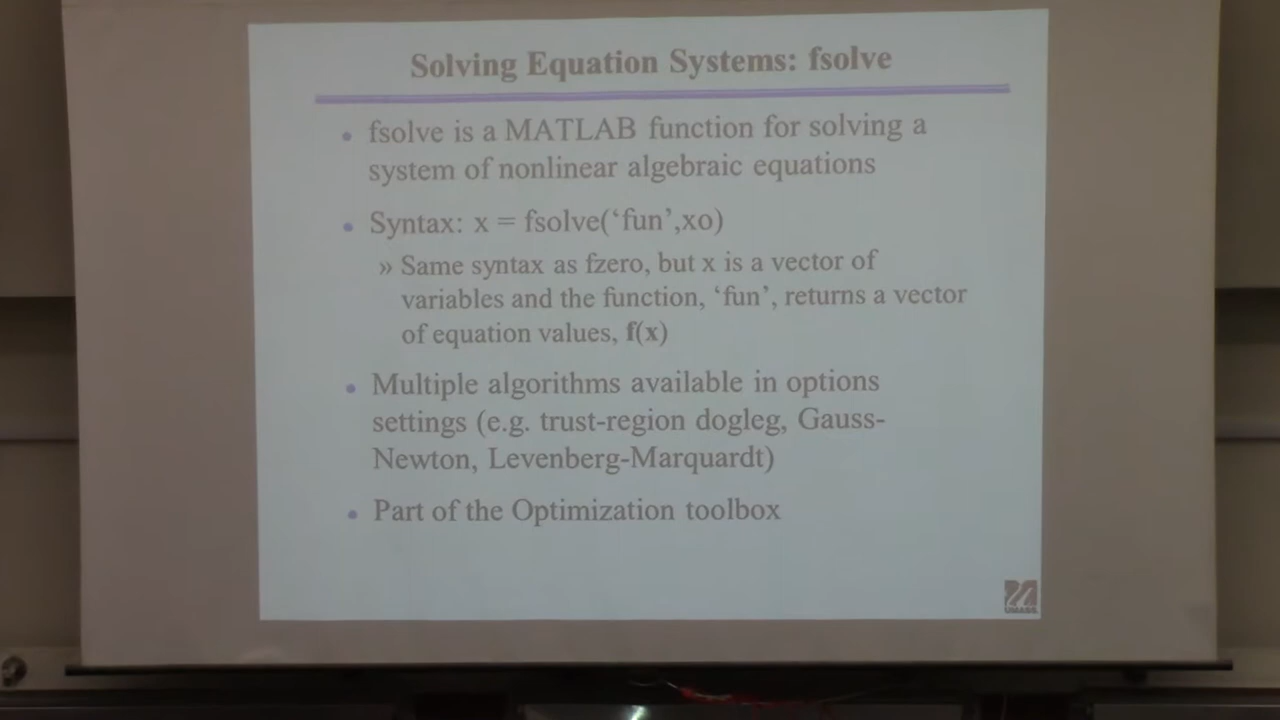 Solving Equation Systems: fsolve
• fsolve is a MATLAB function for solving a
system of nonlinear algebraic equations
• Syntax: x = fsolve(‘fun’,xo)
» Same syntax as fzero, but x is a vector of
variables and the function, ‘fun’, returns a vector
of equation values, f(x)
• Multiple algorithms available in options
settings (e.g. trust-region dogleg, Gauss-
Newton, Levenberg-Marquardt)
• Part of the Optimization toolbox
UMASS